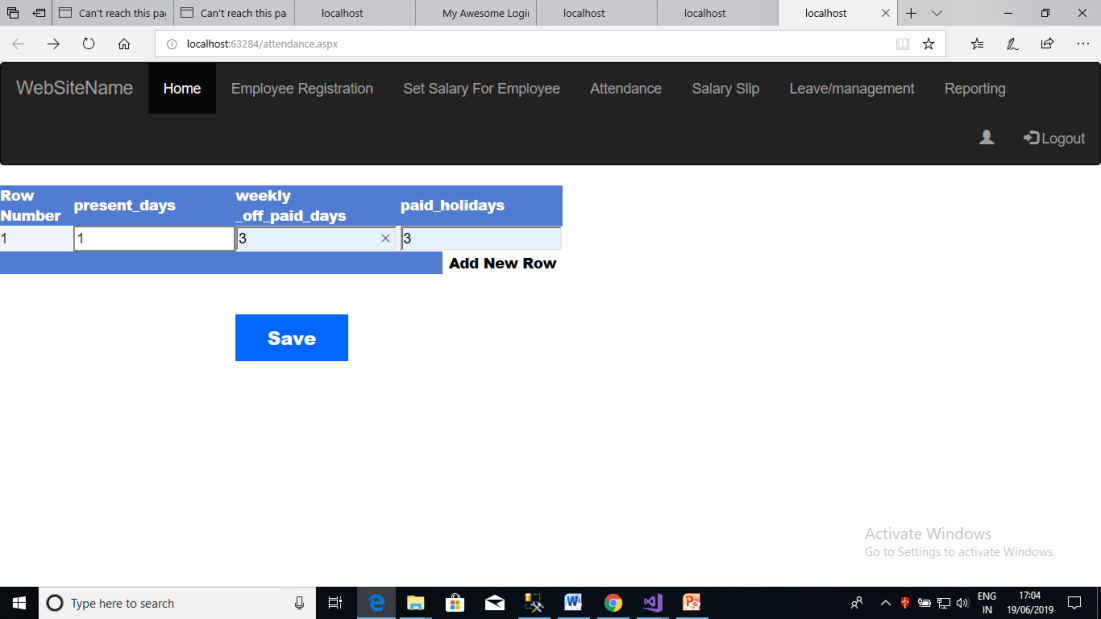 Can't reach this pa
Can't reach this pa
localhost
My Awesome Logi
localhost
localhost
localhost
localhost:63284/attendance.aspx
WebSiteName
Home
Employee Registration
Set Salary For Employee
Attendance
Salary Slip
Leave/management
Reporting
Logout
Row Number
present_days
weekly _off_paid_days
paid_holidays
1
1
3
3
Add New Row
Save
Activate Windows
Go to Settings to activate Windows.
Type here to search
ENG
IN
17:04
19/06/2019